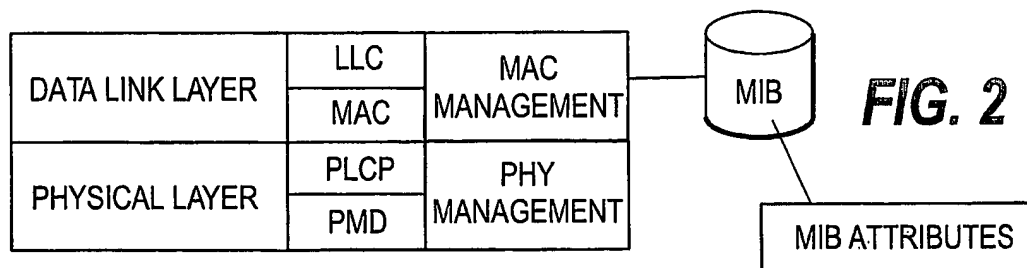 DATA LINK LAYER
LLC
MAC
MAC
MANAGEMENT
PHYSICAL LAYER
PLCP
PMD
PHY
MANAGEMENT
MIB
FIG. 2
MIB ATTRIBUTES